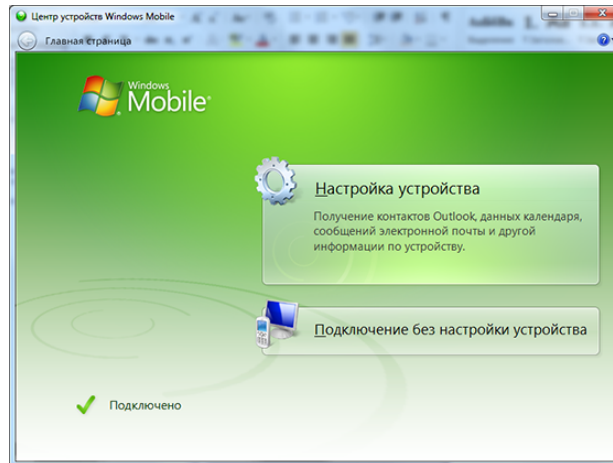 Центр устройств Windows Mobile
Главная страница
Windows
Mobile®
Настройка устройства
Получение контактов Outlook, данных календаря,
сообщений электронной почты и другой
информации по устройству.
Подключение без настройки устройства
Подключено